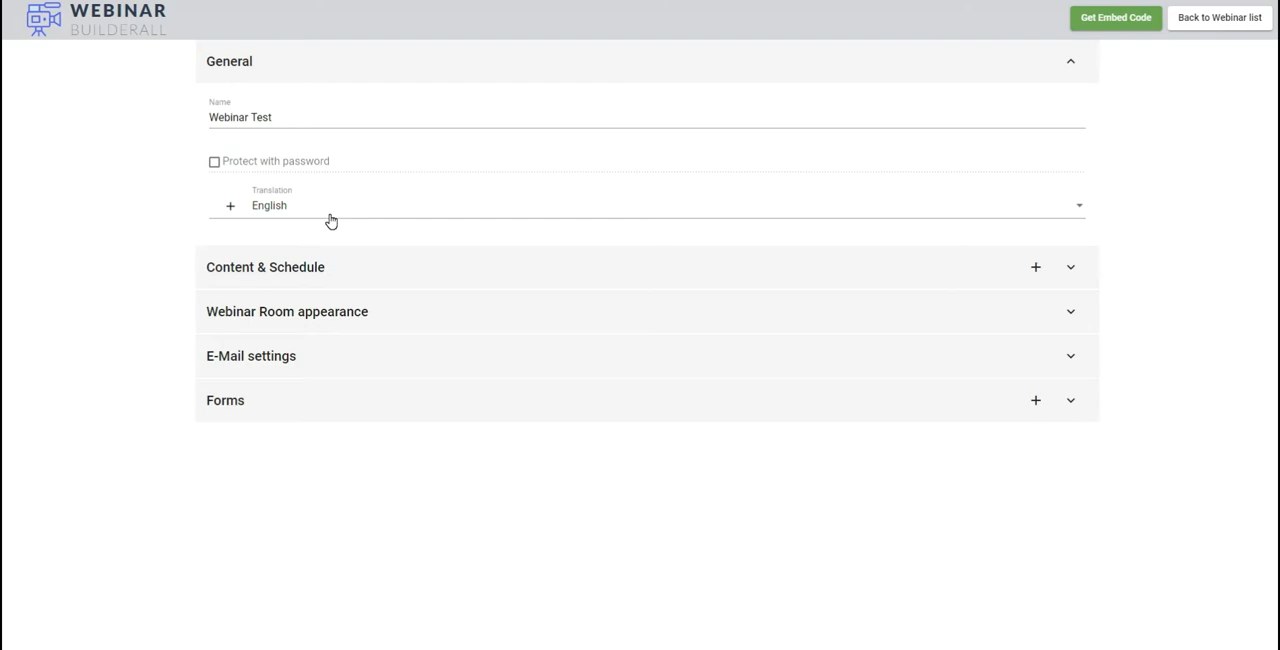 WEBINAR
BUILDERALL
Get Embed Code
Back to Webinar list
General
Name
Webinar Test
Protect with password
Translation
English
Content & Schedule
Webinar Room appearance
E-Mail settings
Forms